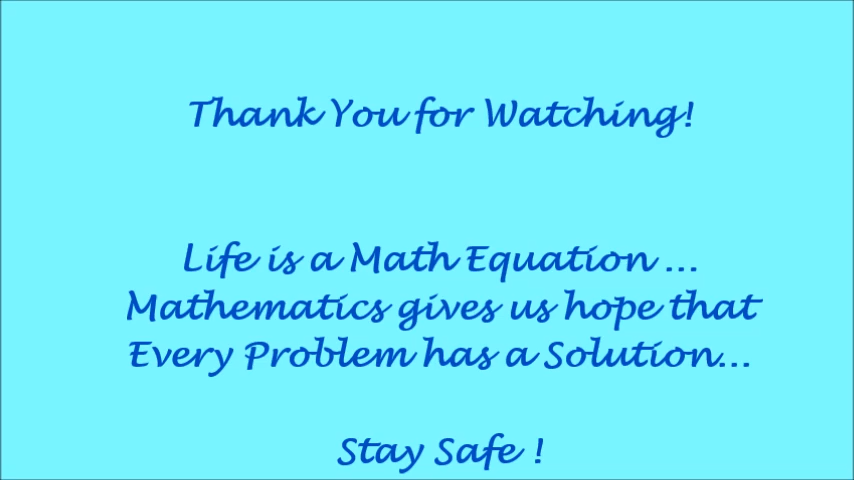 Thank You for Watching!
Life is a Math Equation ...
Mathematics gives us hope that
Every Problem has a Solution...
Stay Safe !